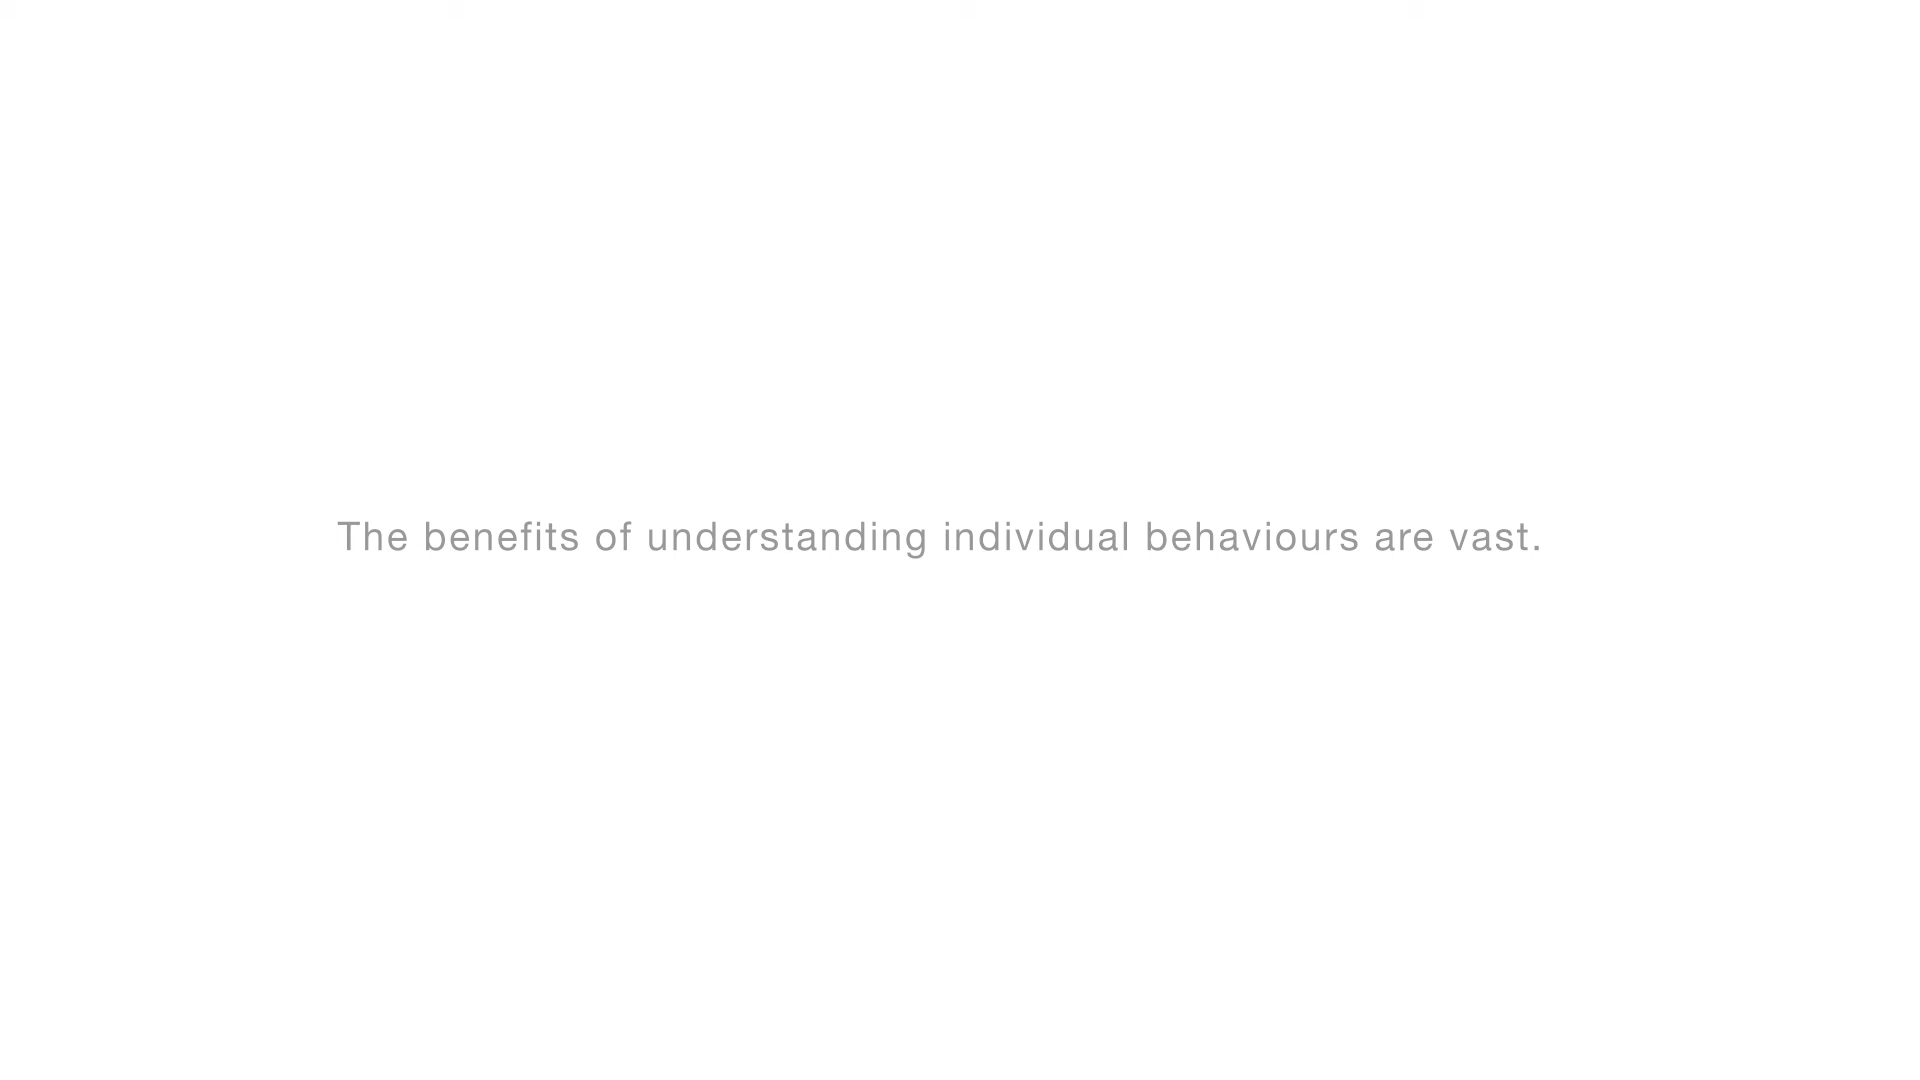 The benefits of understanding individual behaviours are vast.